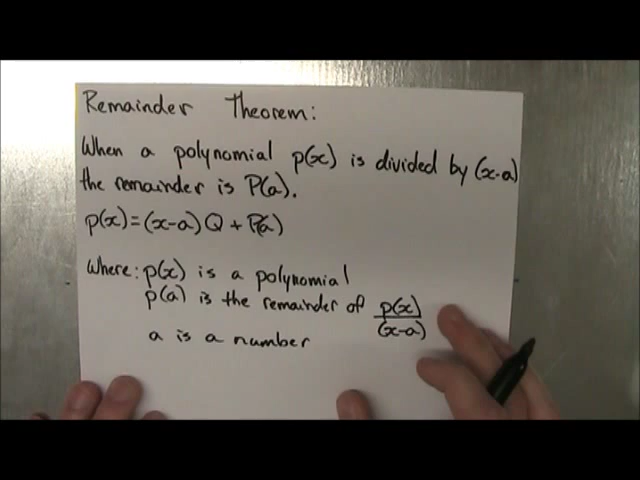 Remainder Theorem:
When a polynomial p(x) is divided by (x-a)
the remainder is P(a).
p(x)=(x-a)Q+P(a)
Where: p(x) is a polynomial
p(a) is the remainder of p(x)/(x-a)
a is a number